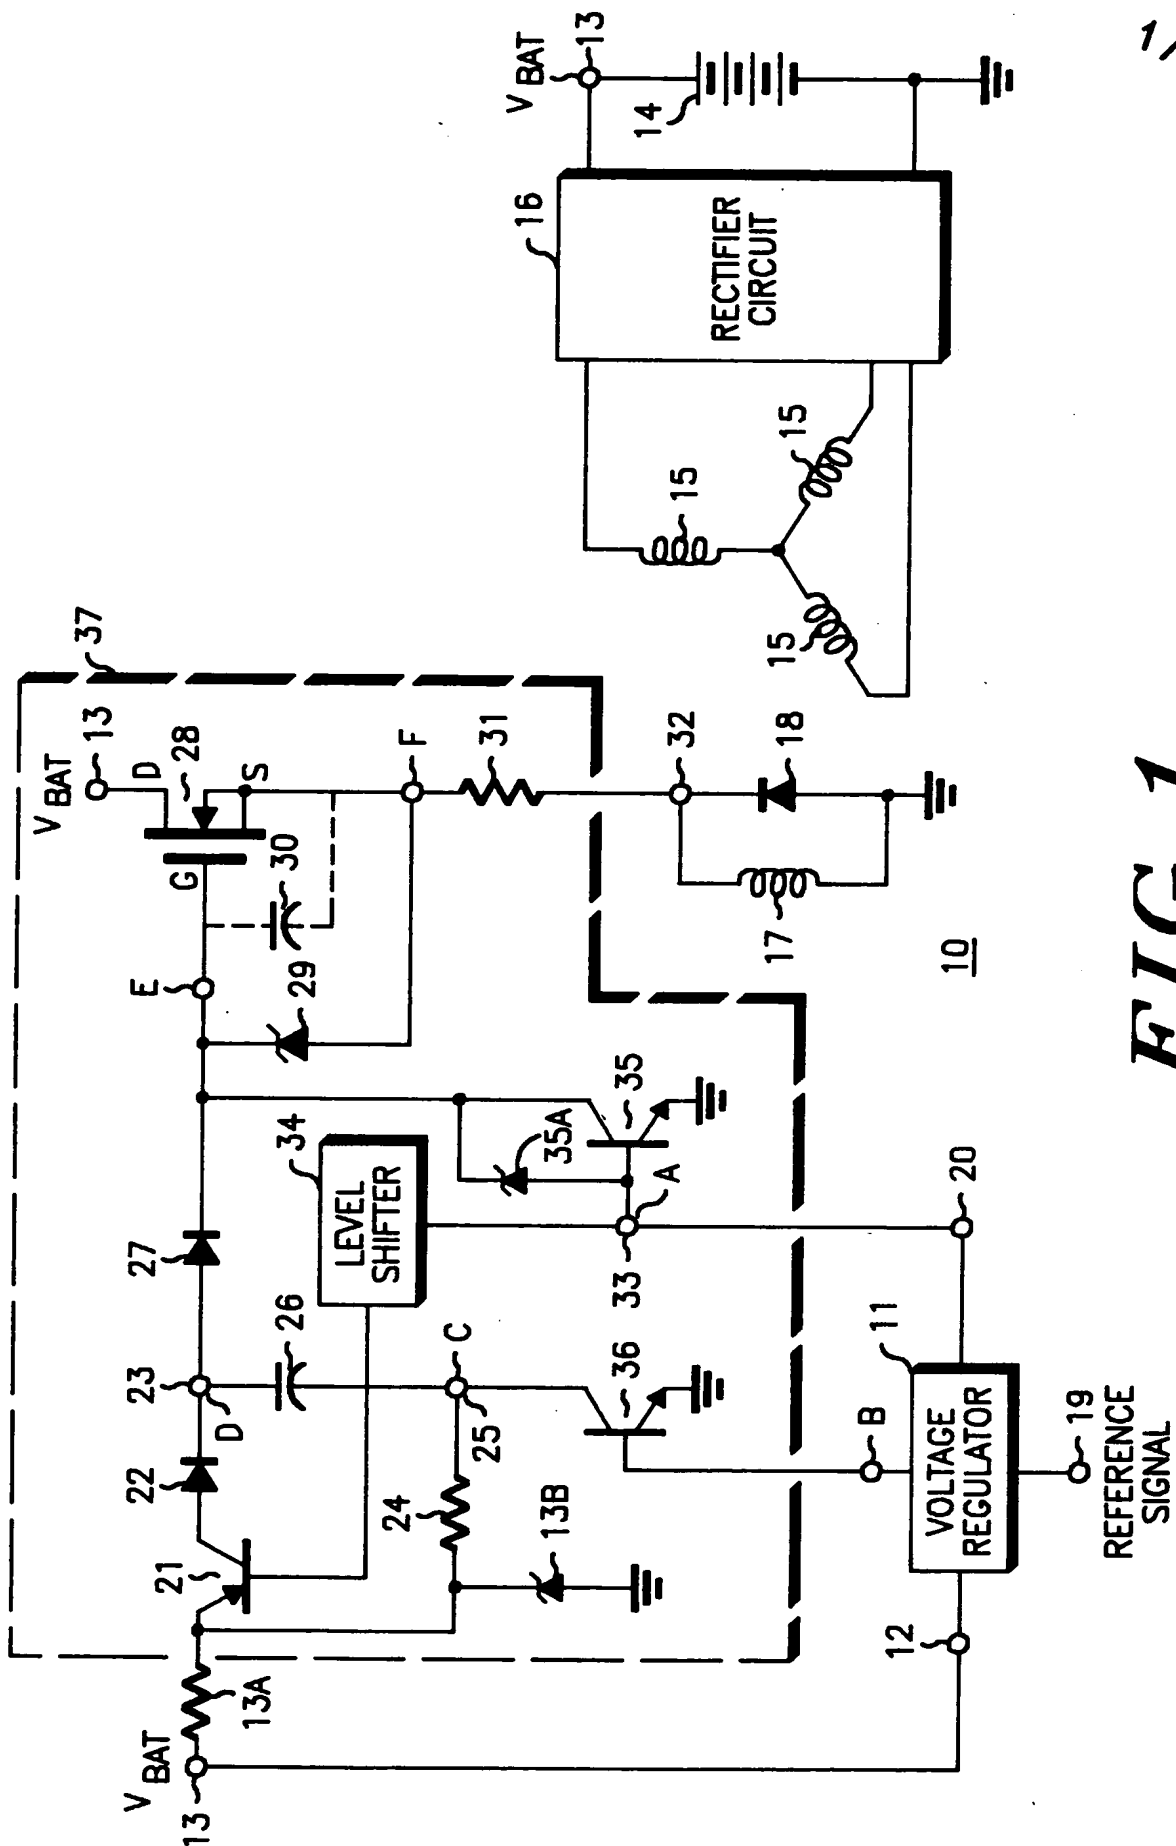 1/
37
V BAT
13
D
28
S
G
30
E
29
F
31
32
18
17
10
34
LEVEL
SHIFTER
35A
35
A
33
20
27
23
D
26
C
25
36
22
21
24
13B
B
11
VOLTAGE
REGULATOR
12
19
REFERENCE
SIGNAL
13A
V BAT
13
V BAT
13
14
16
RECTIFIER
CIRCUIT
15
15
15
FIG. 1